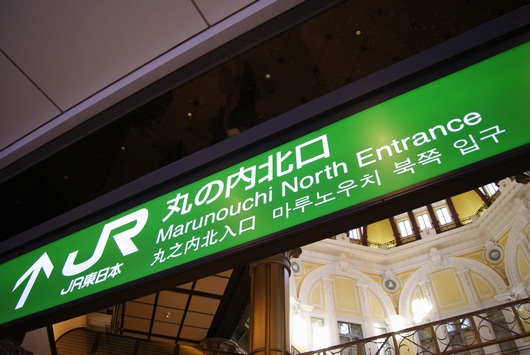 JR
JR東日本
丸の内北口
Marunouchi North Entrance
丸之内北入口 마루노우치 북쪽 입구